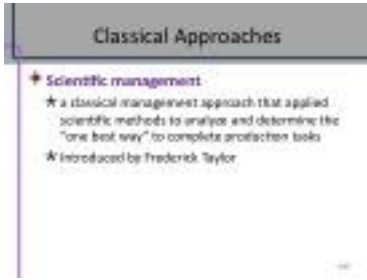 Classical Approaches
Scientific management
a classical management approach that applied
scientific methods to analyze and determine the
"one best way" to complete production tasks
Introduced by Frederick Taylor